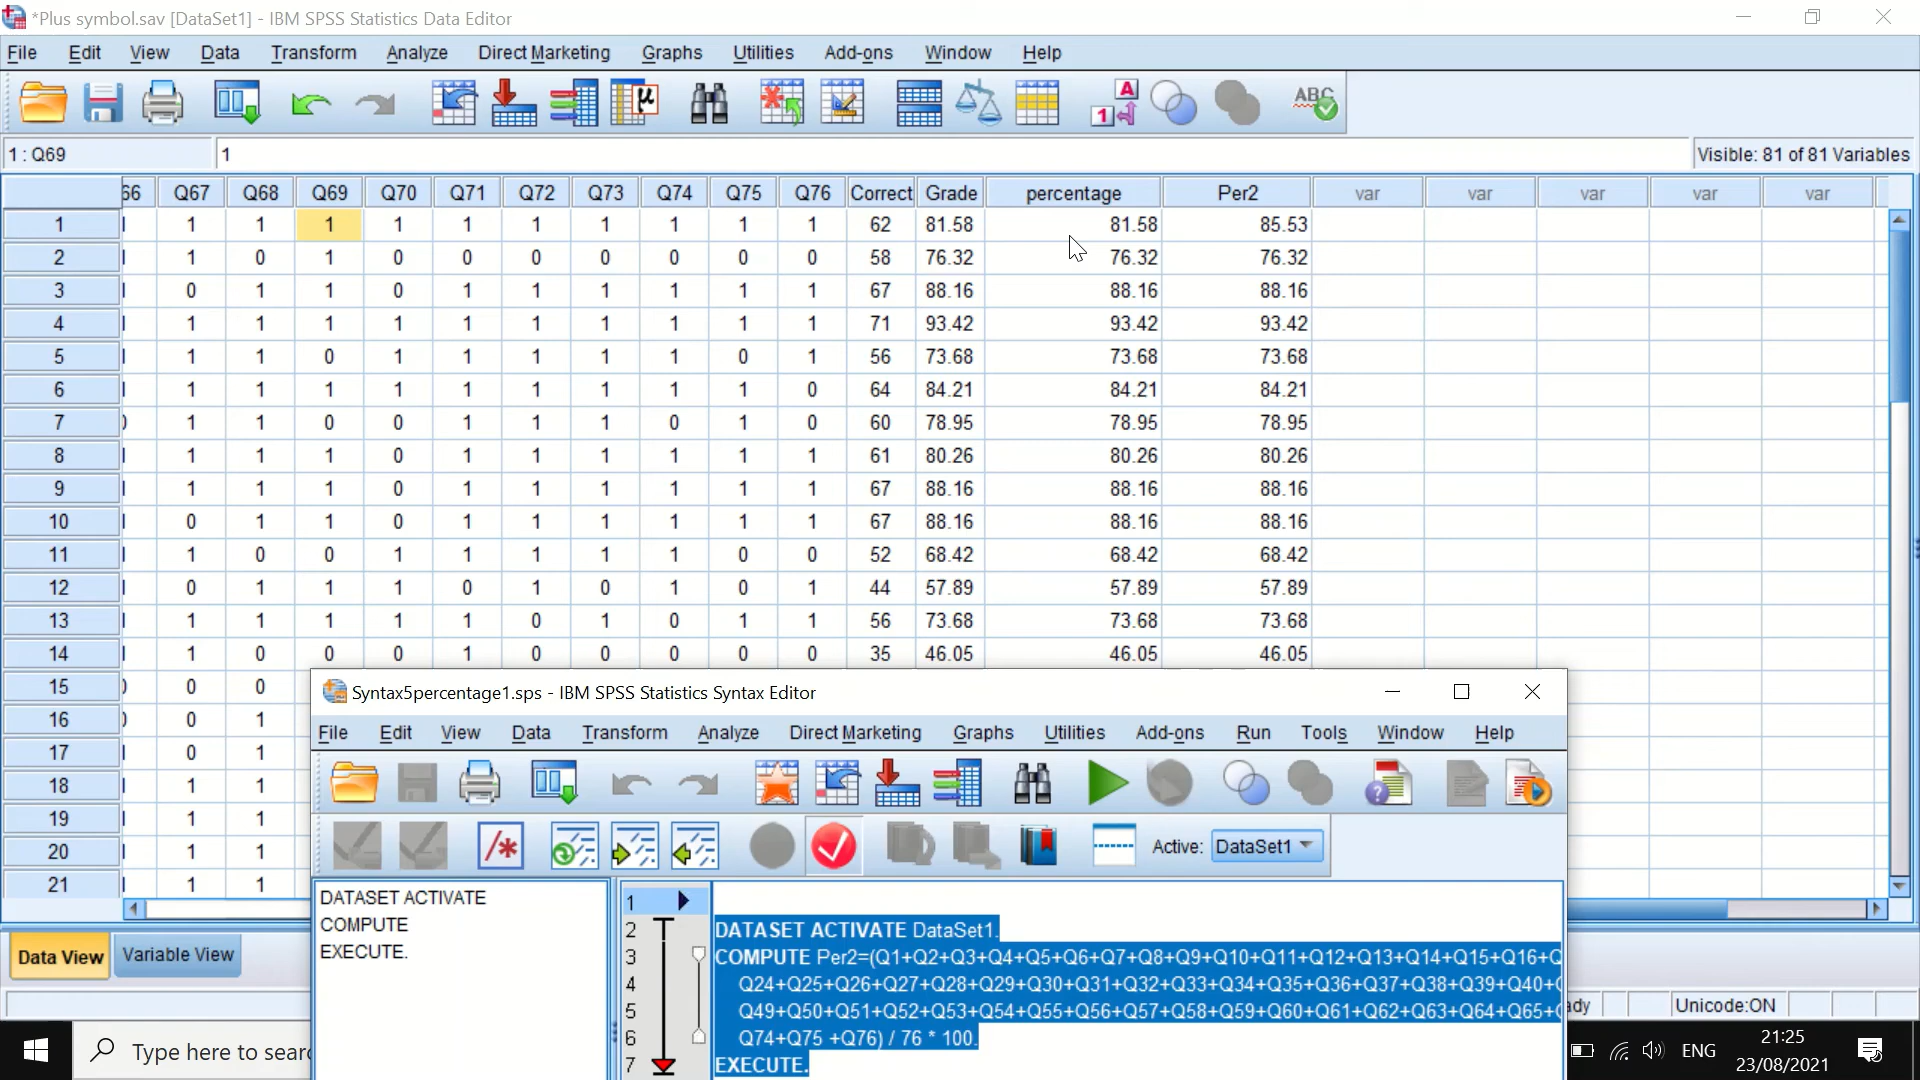 *Plus symbol.sav [DataSet1] - IBM SPSS Statistics Data Editor
File Edit View Data Transform Analyze Direct Marketing Graphs Utilities Add-ons Window Help
1 : Q69 1 Visible: 81 of 81 Variables
66 Q67 Q68 Q69 Q70 Q71 Q72 Q73 Q74 Q75 Q76 Correct Grade percentage Per2 var var var var var
1 1 1 1 1 1 1 1 1 1 1 62 81.58 81.58 85.53
2 1 0 1 0 0 0 0 0 0 0 58 76.32 76.32 76.32
3 0 1 1 0 1 1 1 1 1 1 67 88.16 88.16 88.16
4 1 1 1 1 1 1 1 1 1 1 71 93.42 93.42 93.42
5 1 1 0 1 1 1 1 1 0 1 56 73.68 73.68 73.68
6 1 1 1 1 1 1 1 1 1 0 64 84.21 84.21 84.21
7 1 1 0 0 1 1 1 0 1 0 60 78.95 78.95 78.95
8 1 1 1 0 1 1 1 1 1 1 61 80.26 80.26 80.26
9 1 1 1 0 1 1 1 1 1 1 67 88.16 88.16 88.16
10 0 1 1 0 1 1 1 1 1 1 67 88.16 88.16 88.16
11 1 0 0 1 1 1 1 1 0 0 52 68.42 68.42 68.42
12 0 1 1 1 0 1 0 1 0 1 44 57.89 57.89 57.89
13 1 1 1 1 1 0 1 0 1 1 56 73.68 73.68 73.68
14 1 0 0 0 1 0 0 0 0 0 35 46.05 46.05 46.05
15 0 0
16 0 1
17 0 1
18 1 1
19 1 1
20 1 1
21 1 1
Data View Variable View
Unicode:ON
Syntax5percentage1.sps - IBM SPSS Statistics Syntax Editor
File Edit View Data Transform Analyze Direct Marketing Graphs Utilities Add-ons Run Tools Window Help
Active: DataSet1
DATASET ACTIVATE
COMPUTE
EXECUTE.
1
2 DATASET ACTIVATE DataSet1.
3 COMPUTE Per2=(Q1+Q2+Q3+Q4+Q5+Q6+Q7+Q8+Q9+Q10+Q11+Q12+Q13+Q14+Q15+Q16+
4 Q24+Q25+Q26+Q27+Q28+Q29+Q30+Q31+Q32+Q33+Q34+Q35+Q36+Q37+Q38+Q39+Q40+
5 Q49+Q50+Q51+Q52+Q53+Q54+Q55+Q56+Q57+Q58+Q59+Q60+Q61+Q62+Q63+Q64+Q65+
6 Q74+Q75 +Q76) / 76 * 100.
7 EXECUTE.
Type here to sear
ENG
21:25
23/08/2021